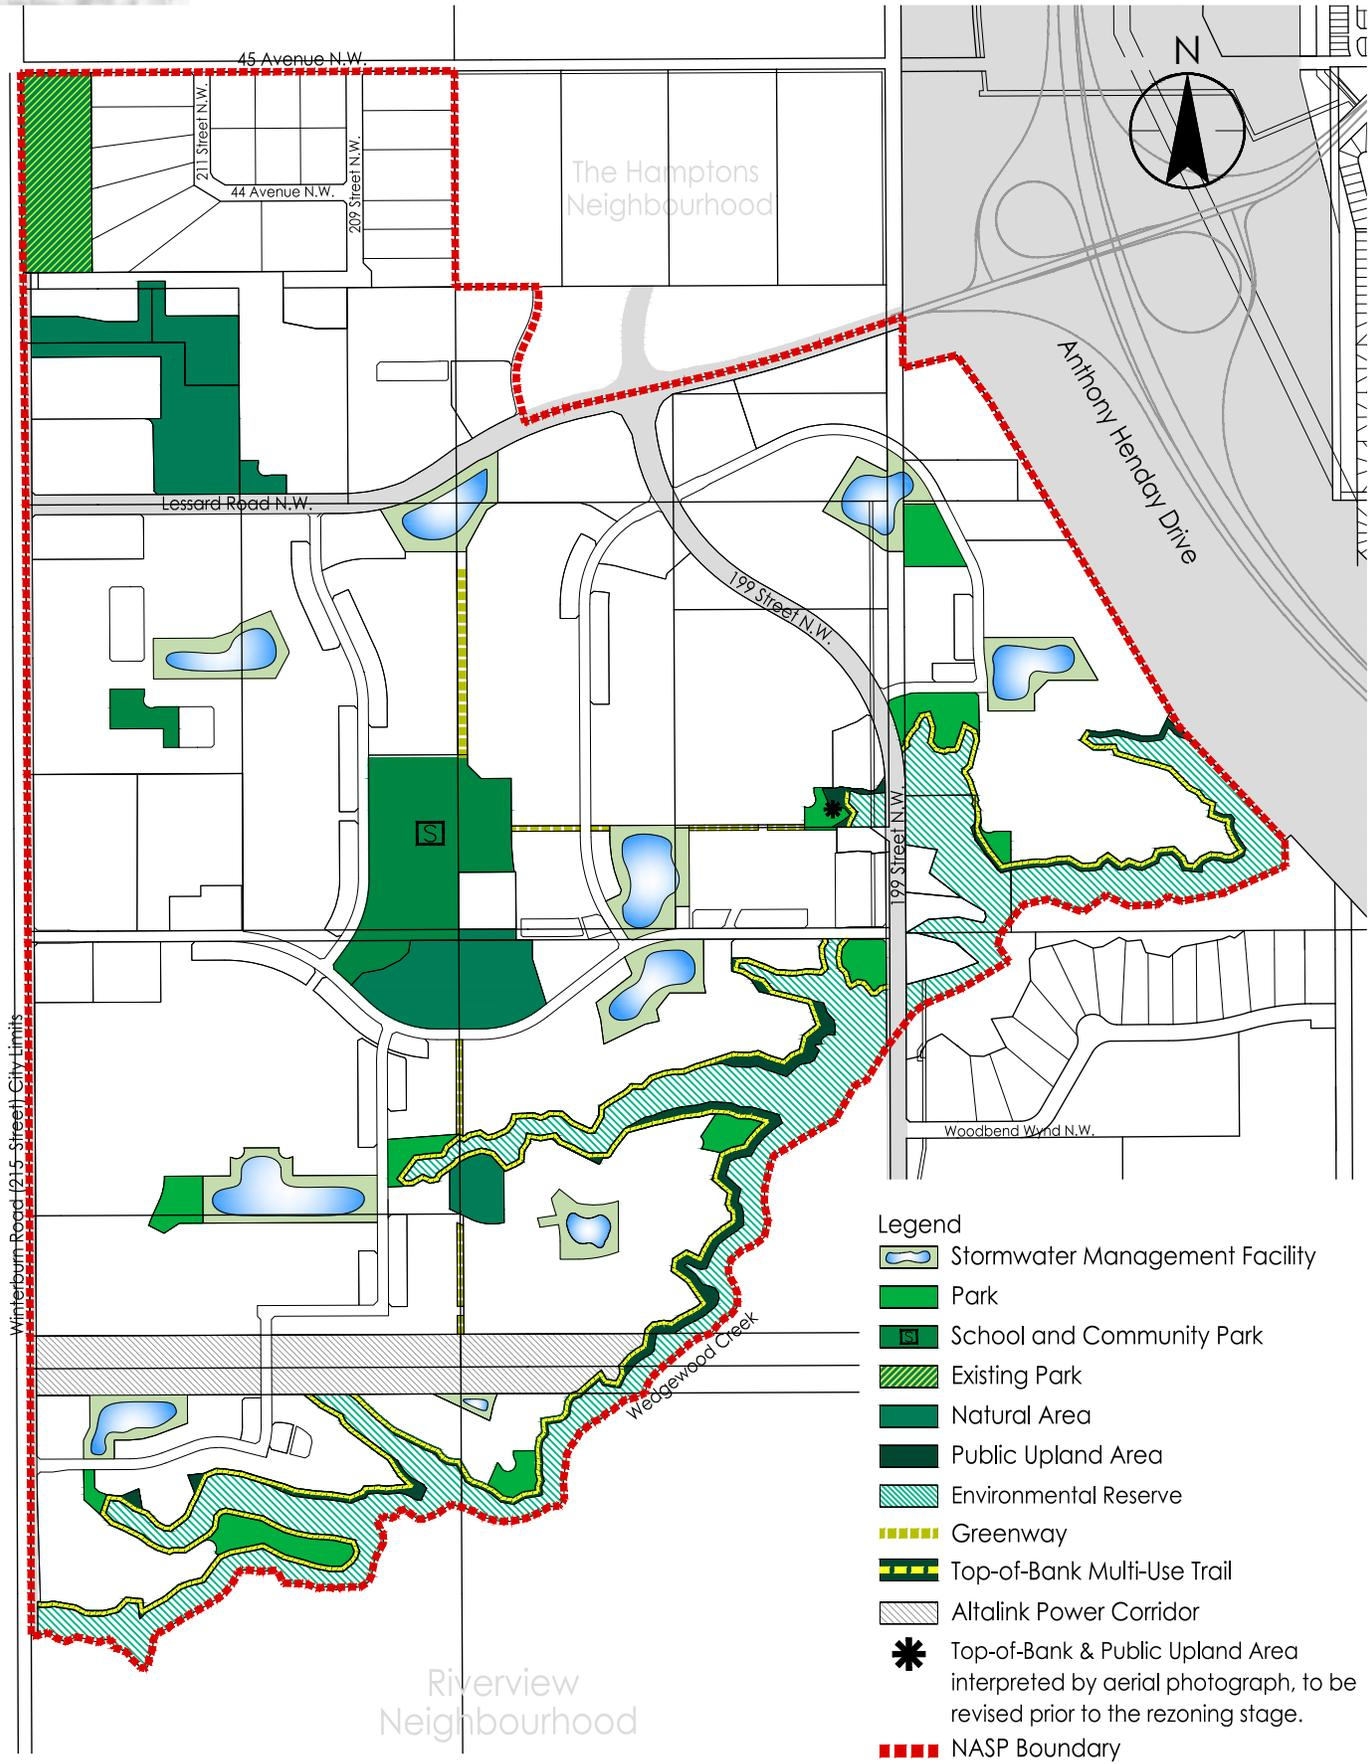 45 Avenue N.W.
N
211 Street N.W.
44 Avenue N.W.
209 Street N.W.
The Hamptons
Neighbourhood
Anthony Henday Drive
Lessard Road N.W.
199 Street N.W.
S
199 Street N.W.
Winterburn Road (215 Street) City Limits
Woodbend Wynd N.W.
Wedgewood Creek
Riverview
Neighbourhood
Legend
Stormwater Management Facility
Park
S
School and Community Park
Existing Park
Natural Area
Public Upland Area
Environmental Reserve
Greenway
Top-of-Bank Multi-Use Trail
Altalink Power Corridor
Top-of-Bank & Public Upland Area
interpreted by aerial photograph, to be
revised prior to the rezoning stage.
NASP Boundary